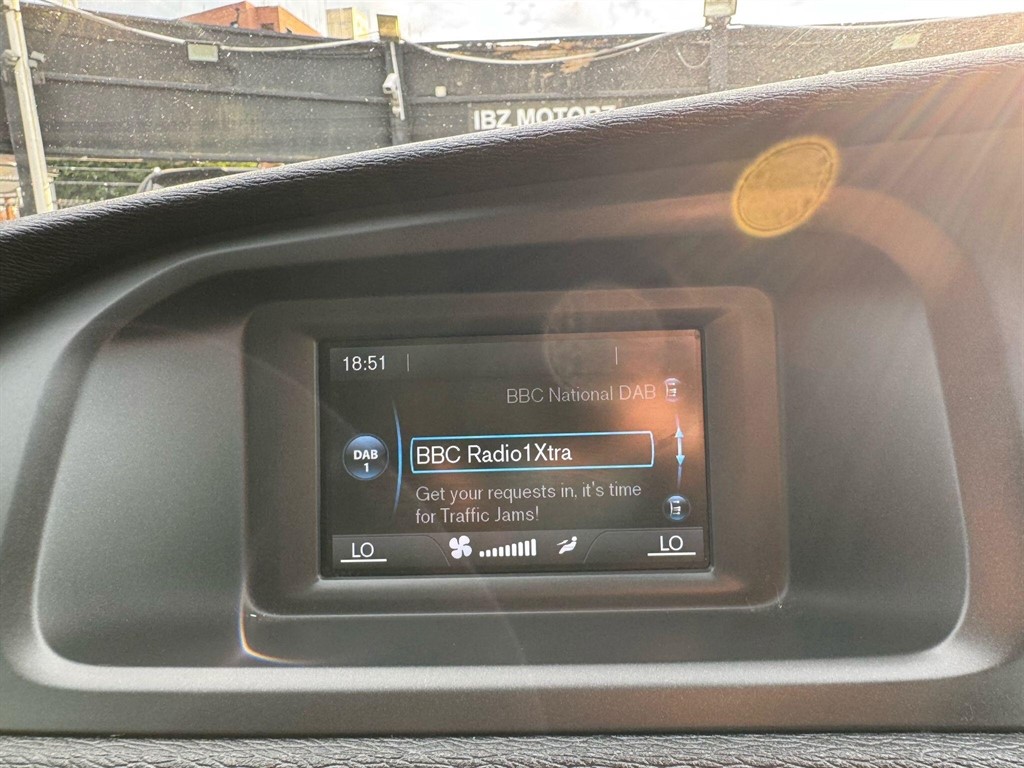 IBZ MOTORZ
18:51
BBC National DAB
DAB
1
BBC Radio1Xtra
Get your requests in, it's time
for Traffic Jams!
LO
LO